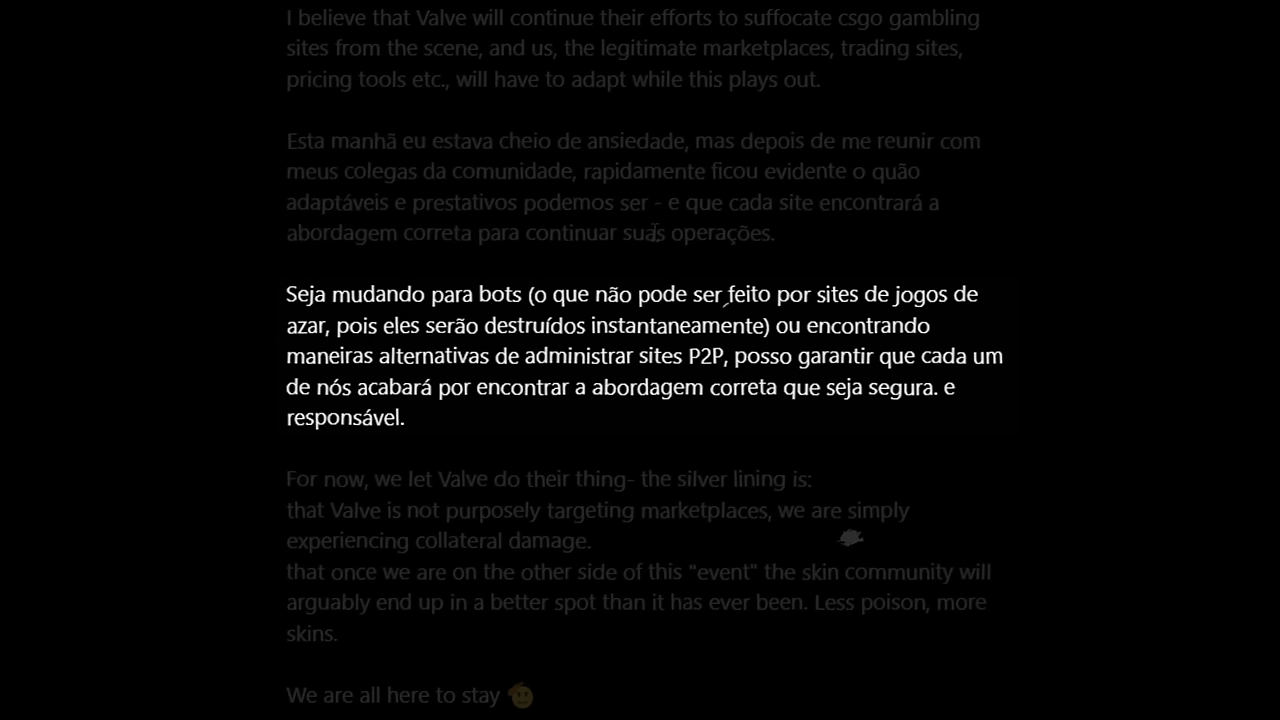 I believe that Valve will continue their efforts to suffocate csgo gambling
sites from the scene, and us, the legitimate marketplaces, trading sites,
pricing tools etc., will have to adapt while this plays out.
Esta manhã eu estava cheio de ansiedade, mas depois de me reunir com
meus colegas da comunidade, rapidamente ficou evidente o quão
adaptáveis e prestativos podemos ser - e que cada site encontrará a
abordagem correta para continuar suas operações.
Seja mudando para bots (o que não pode ser feito por sites de jogos de
azar, pois eles serão destruídos instantaneamente) ou encontrando
maneiras alternativas de administrar sites P2P, posso garantir que cada um
de nós acabará por encontrar a abordagem correta que seja segura. e
responsável.
For now, we let Valve do their thing- the silver lining is:
that Valve is not purposely targeting marketplaces, we are simply
experiencing collateral damage.
that once we are on the other side of this "event" the skin community will
arguably end up in a better spot than it has ever been. Less poison, more
skins.
We are all here to stay